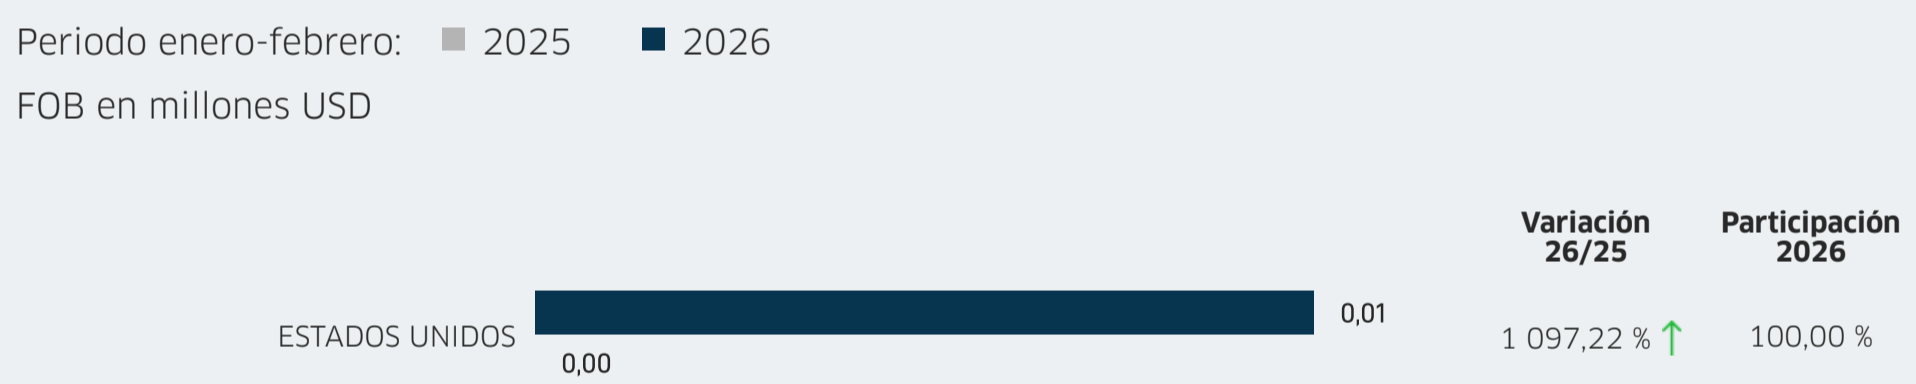 Periodo enero-febrero: 2025 2026
FOB en millones USD
Variación Participación
26/25 2026
0,01
ESTADOS UNIDOS 1 097,22 % ↑ 100,00 %
0,00